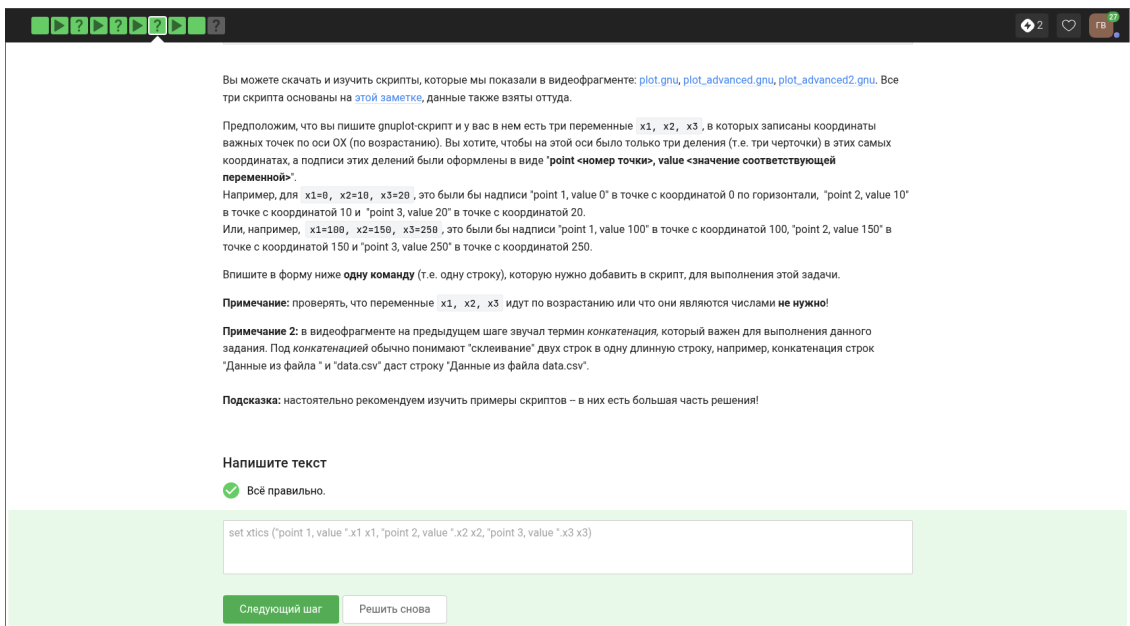 ? ? ? ?
2
ГВ
27
Вы можете скачать и изучить скрипты, которые мы показали в видеофрагменте: plot.gnu, plot_advanced.gnu, plot_advanced2.gnu. Все
три скрипта основаны на этой заметке, данные также взяты оттуда.
Предположим, что вы пишите gnuplot-скрипт и у вас в нем есть три переменные x1, x2, x3, в которых записаны координаты
важных точек по оси OX (по возрастанию). Вы хотите, чтобы на этой оси было только три деления (т.е. три черточки) в этих самых
координатах, а подписи этих делений были оформлены в виде "point <номер точки>, value <значение соответствующей
переменной>".
Например, для x1=0, x2=10, x3=20, это были бы надписи "point 1, value 0" в точке с координатой 0 по горизонтали, "point 2, value 10"
в точке с координатой 10 и "point 3, value 20" в точке с координатой 20.
Или, например, x1=100, x2=150, x3=250, это были бы надписи "point 1, value 100" в точке с координатой 100, "point 2, value 150" в
точке с координатой 150 и "point 3, value 250" в точке с координатой 250.
Впишите в форму ниже одну команду (т.е. одну строку), которую нужно добавить в скрипт, для выполнения этой задачи.
Примечание: проверять, что переменные x1, x2, x3 идут по возрастанию или что они являются числами не нужно!
Примечание 2: в видеофрагменте на предыдущем шаге звучал термин конкатенация, который важен для выполнения данного
задания. Под конкатенацией обычно понимают "склеивание" двух строк в одну длинную строку, например, конкатенация строк
"Данные из файла " и "data.csv" даст строку "Данные из файла data.csv".
Подсказка: настоятельно рекомендуем изучить примеры скриптов – в них есть большая часть решения!
Напишите текст
Всё правильно.
set xtics ("point 1, value ".x1 x1, "point 2, value ".x2 x2, "point 3, value ".x3 x3)
Следующий шаг
Решить снова